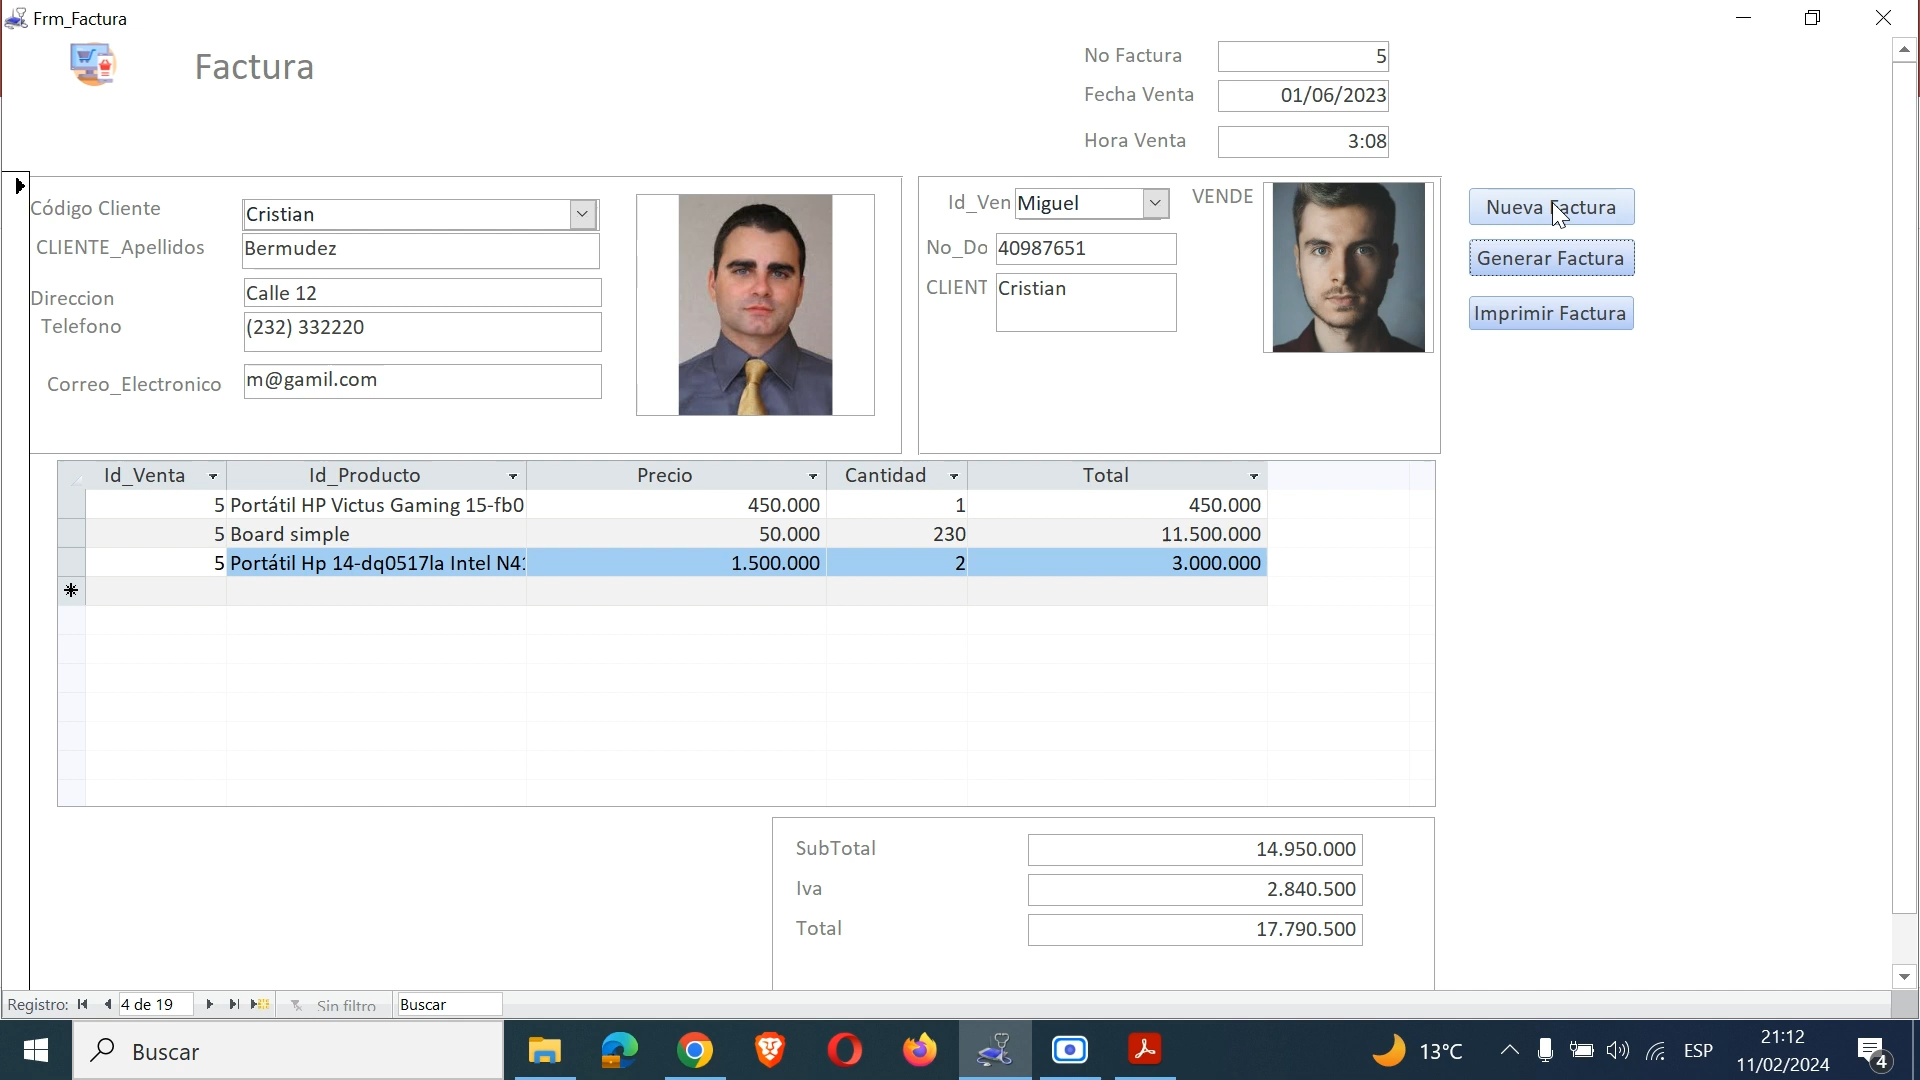 Frm_Factura
Factura
No Factura 5
Fecha Venta 01/06/2023
Hora Venta 3:08
Código Cliente Cristian
CLIENTE_Apellidos Bermudez
Direccion Calle 12
Telefono (232) 332220
Correo_Electronico m@gamil.com
Id_Ven Miguel VENDE
No_Do 40987651
CLIENT Cristian
Nueva Factura
Generar Factura
Imprimir Factura
Id_Venta Id_Producto Precio Cantidad Total
5 Portátil HP Victus Gaming 15-fb0 450.000 1 450.000
5 Board simple 50.000 230 11.500.000
5 Portátil Hp 14-dq0517la Intel N41 1.500.000 2 3.000.000
SubTotal 14.950.000
Iva 2.840.500
Total 17.790.500
Registro: 4 de 19 Sin filtro Buscar
Buscar 13°C ESP 21:12
11/02/2024 4